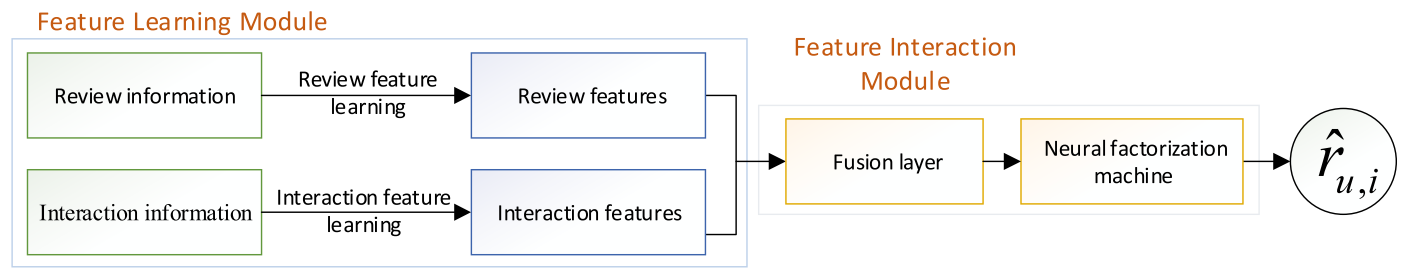 Feature Learning Module
Review information
Review feature
learning
Review features
Interaction information
Interaction feature
learning
Interaction features
Feature Interaction
Module
Fusion layer
Neural factorization
machine
r̂u,i